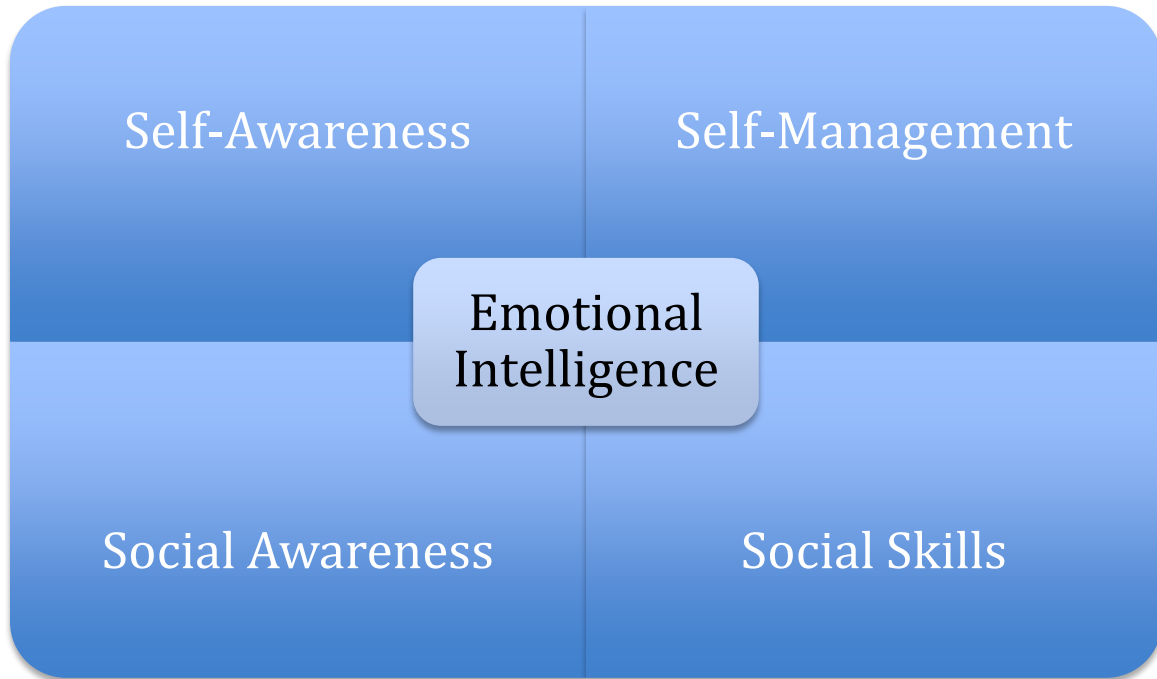 Self-Awareness
Self-Management
Emotional
Intelligence
Social Awareness
Social Skills